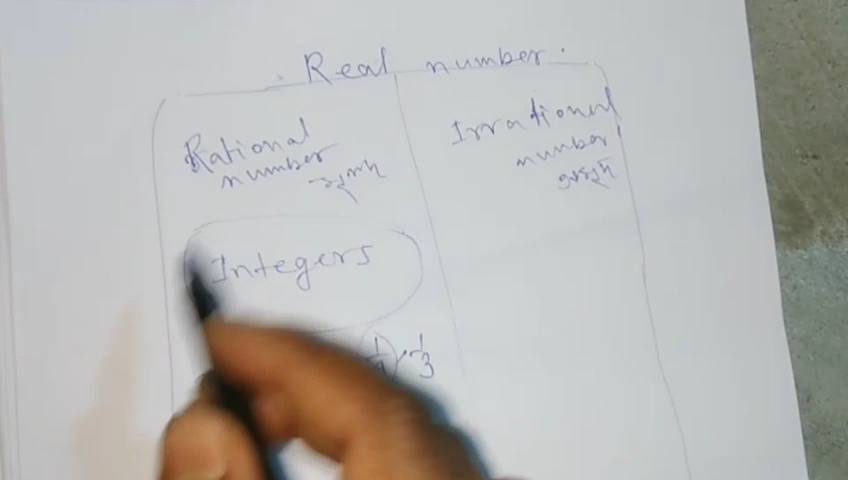 Real number.
Rational
number
Irrational
number
Integers
1/3